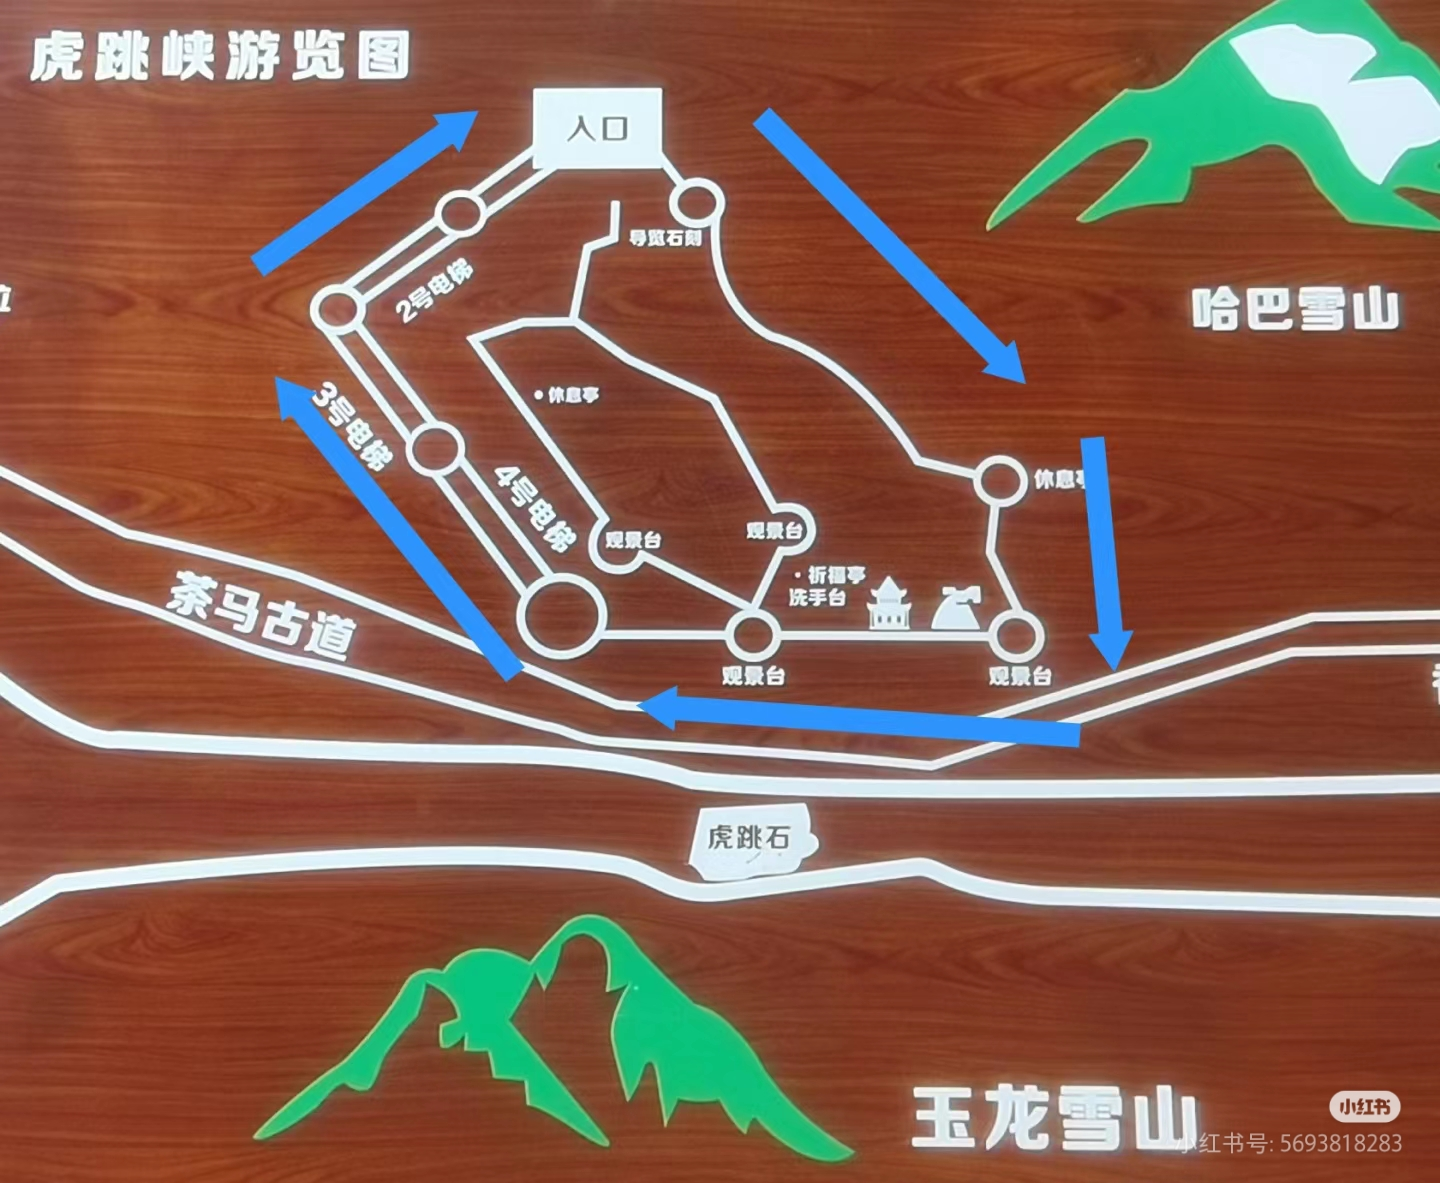 虎跳峡游览图
入口
导览石刻
2号电梯
哈巴雪山
3号电梯
休息亭
4号电梯
休息亭
观景台
观景台
祈福亭
洗手台
茶马古道
观景台
观景台
虎跳石
玉龙雪山
小红书
小红书号: 5693818283